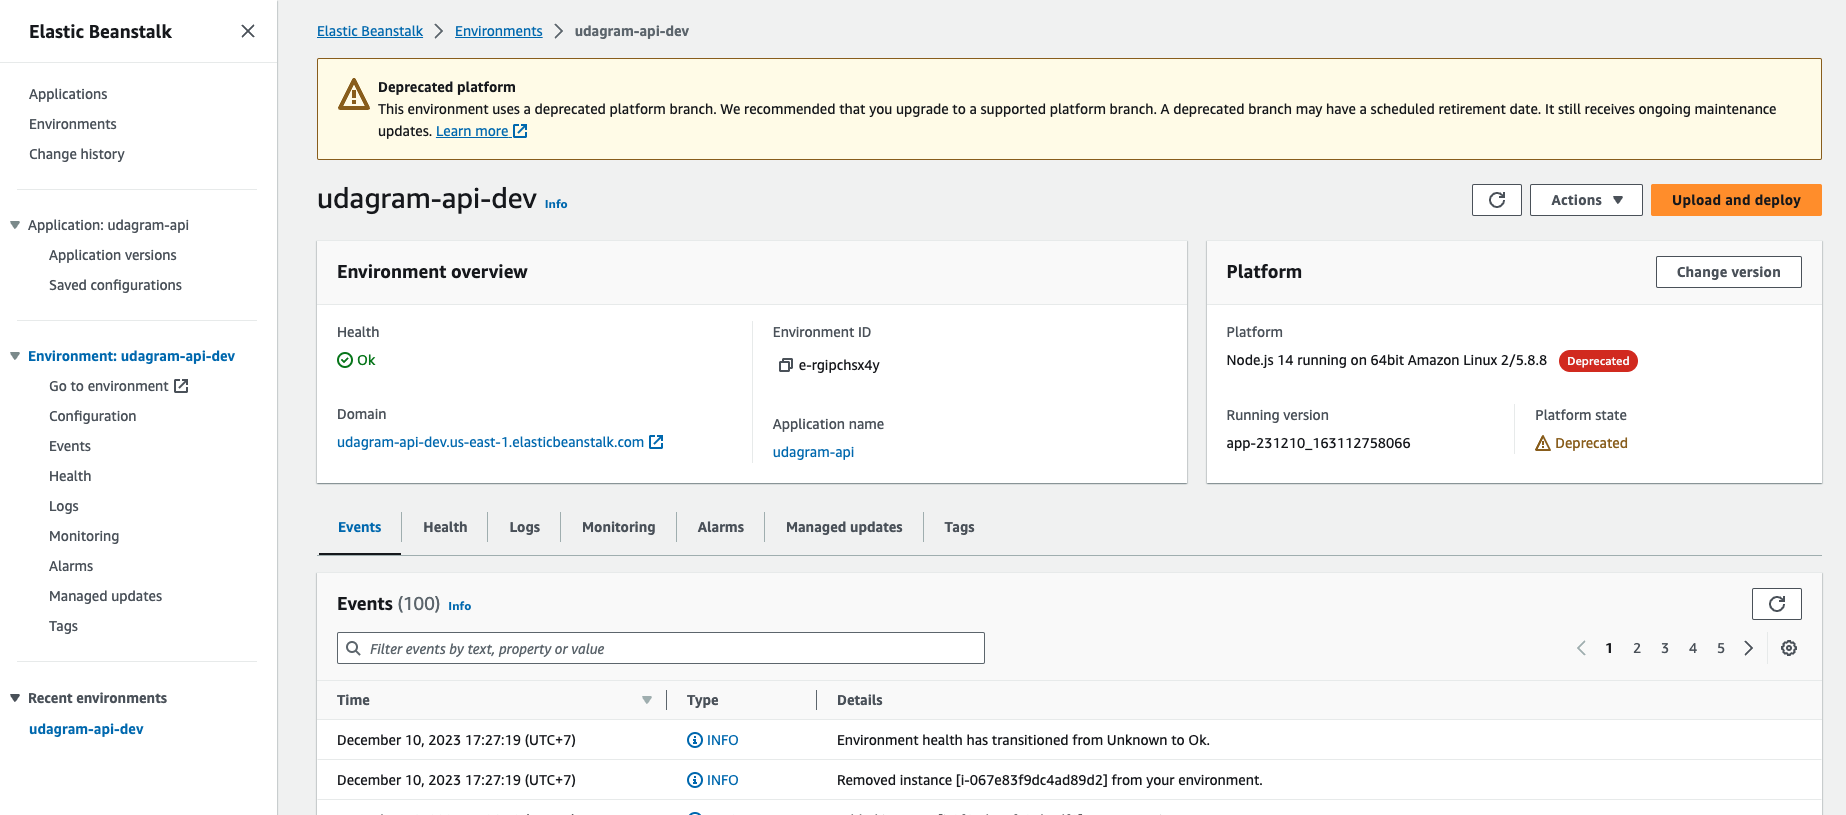 Elastic Beanstalk
Applications
Environments
Change history
Application: udagram-api
Application versions
Saved configurations
Environment: udagram-api-dev
Go to environment
Configuration
Events
Health
Logs
Monitoring
Alarms
Managed updates
Tags
Recent environments
udagram-api-dev
Elastic Beanstalk > Environments > udagram-api-dev
Deprecated platform
This environment uses a deprecated platform branch. We recommended that you upgrade to a supported platform branch. A deprecated branch may have a scheduled retirement date. It still receives ongoing maintenance
updates. Learn more
udagram-api-dev Info
Actions
Upload and deploy
Environment overview
Health
Ok
Domain
udagram-api-dev.us-east-1.elasticbeanstalk.com
Environment ID
e-rgipchsx4y
Application name
udagram-api
Platform
Change version
Platform
Node.js 14 running on 64bit Amazon Linux 2/5.8.8 Deprecated
Running version
app-231210_163112758066
Platform state
Deprecated
Events Health Logs Monitoring Alarms Managed updates Tags
Events (100) Info
Filter events by text, property or value
1 2 3 4 5
Time Type Details
December 10, 2023 17:27:19 (UTC+7) INFO Environment health has transitioned from Unknown to Ok.
December 10, 2023 17:27:19 (UTC+7) INFO Removed instance [i-067e83f9dc4ad89d2] from your environment.